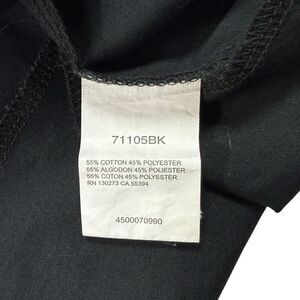 71105BK
55% COTTON 45% POLYESTER
55% ALGODON 45% POLIESTER
55% COTON 45% POLYESTER
RN 130273 CA 55394
4500070990